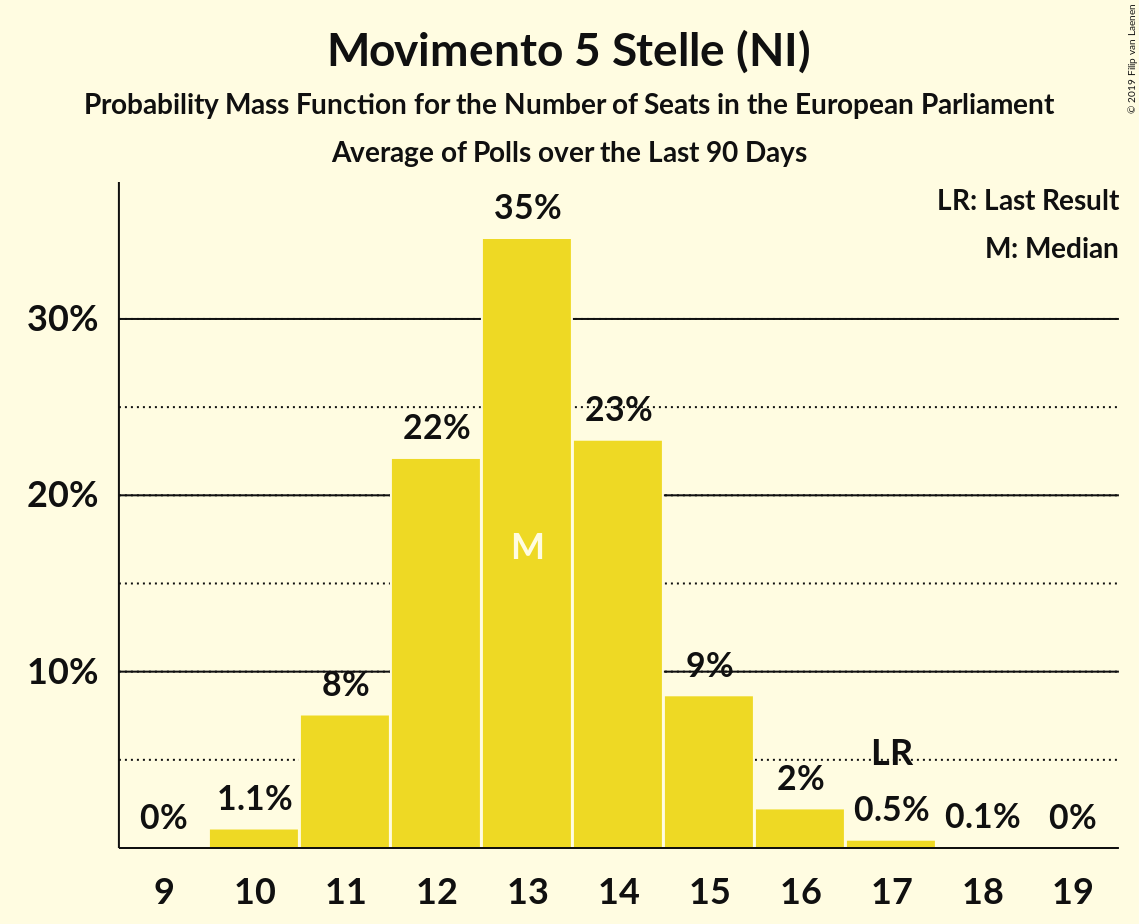 Movimento 5 Stelle (NI)
Probability Mass Function for the Number of Seats in the European Parliament
Average of Polls over the Last 90 Days
© 2019 Filip van Laenen
LR: Last Result
M: Median
35%
30%
23%
22%
20%
M
10%
9%
8%
LR
2%
1.1%
0.5%
0%
0.1%
0%
9 10 11 12 13 14 15 16 17 18 19